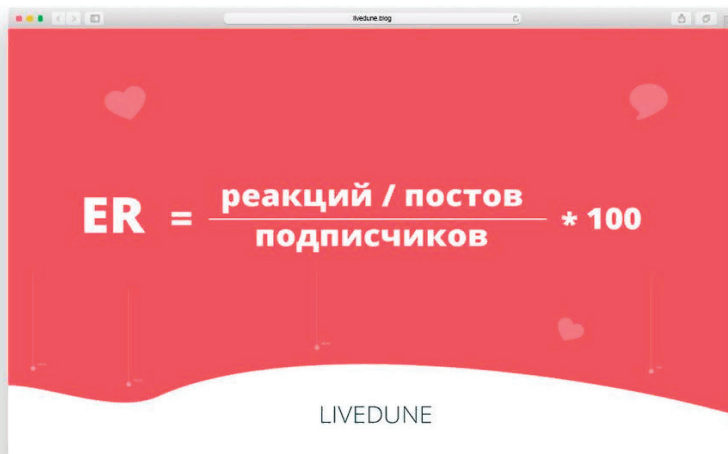 livedune.blog
ER = реакций / постов
подписчиков * 100
LIVEDUNE